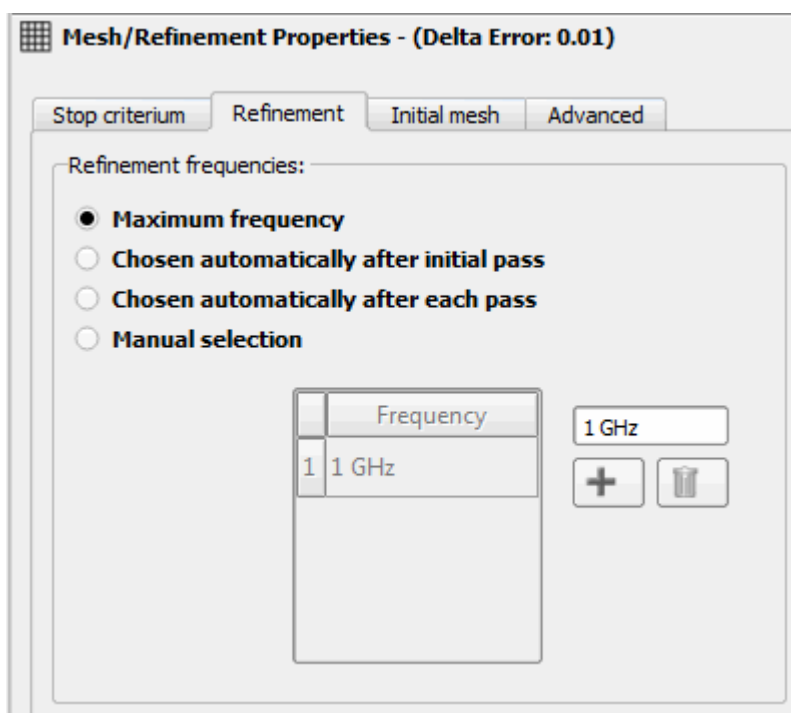 Mesh/Refinement Properties - (Delta Error: 0.01)
Stop criterium Refinement Initial mesh Advanced
Refinement frequencies:
Maximum frequency
Chosen automatically after initial pass
Chosen automatically after each pass
Manual selection
Frequency
1 GHz
1 1 GHz